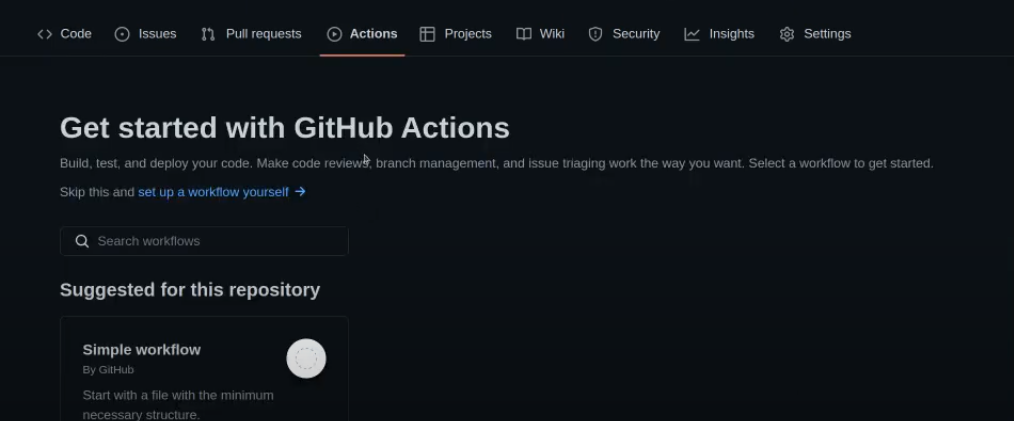 Code Issues Pull requests Actions Projects Wiki Security Insights Settings
Get started with GitHub Actions
Build, test, and deploy your code. Make code reviews, branch management, and issue triaging work the way you want. Select a workflow to get started.
Skip this and set up a workflow yourself →
Search workflows
Suggested for this repository
Simple workflow
By GitHub
Start with a file with the minimum
necessary structure.